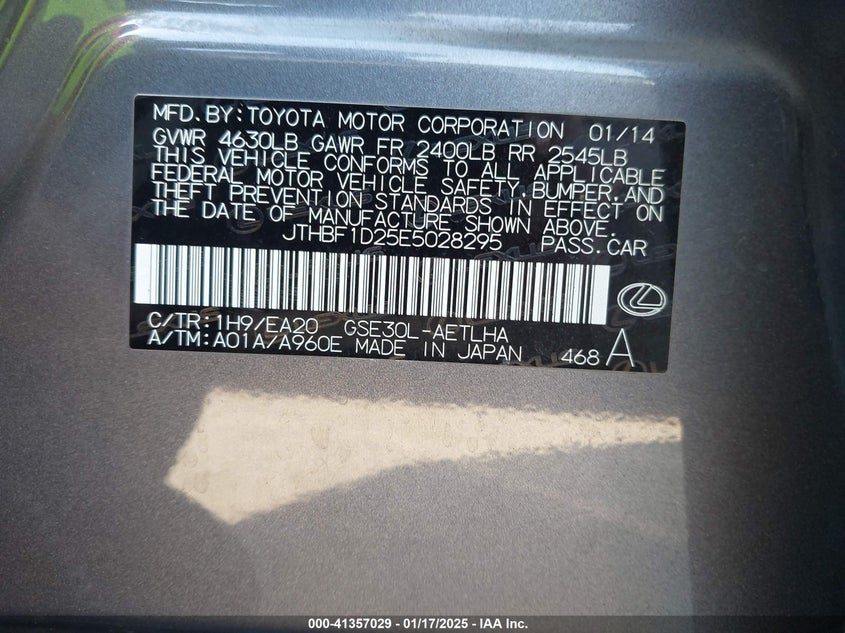 MFD.BY:TOYOTA MOTOR CORPORATION 01/14
GVWR 4630LB GAWR FR 2400LB RR 2545LB
THIS VEHICLE CONFORMS TO ALL APPLICABLE
FEDERAL MOTOR VEHICLE SAFETY,BUMPER,AND
THEFT PREVENTION STANDARDS IN EFFECT ON
THE DATE OF MANUFACTURE SHOWN ABOVE.
JTHBF1D25E5028295 PASS.CAR
C/TR:1H9/EA20 GSE30L-AETLHA
A/TM:A01A/A960E MADE IN JAPAN 468 A
000-41357029 - 01/17/2025 - IAA Inc.